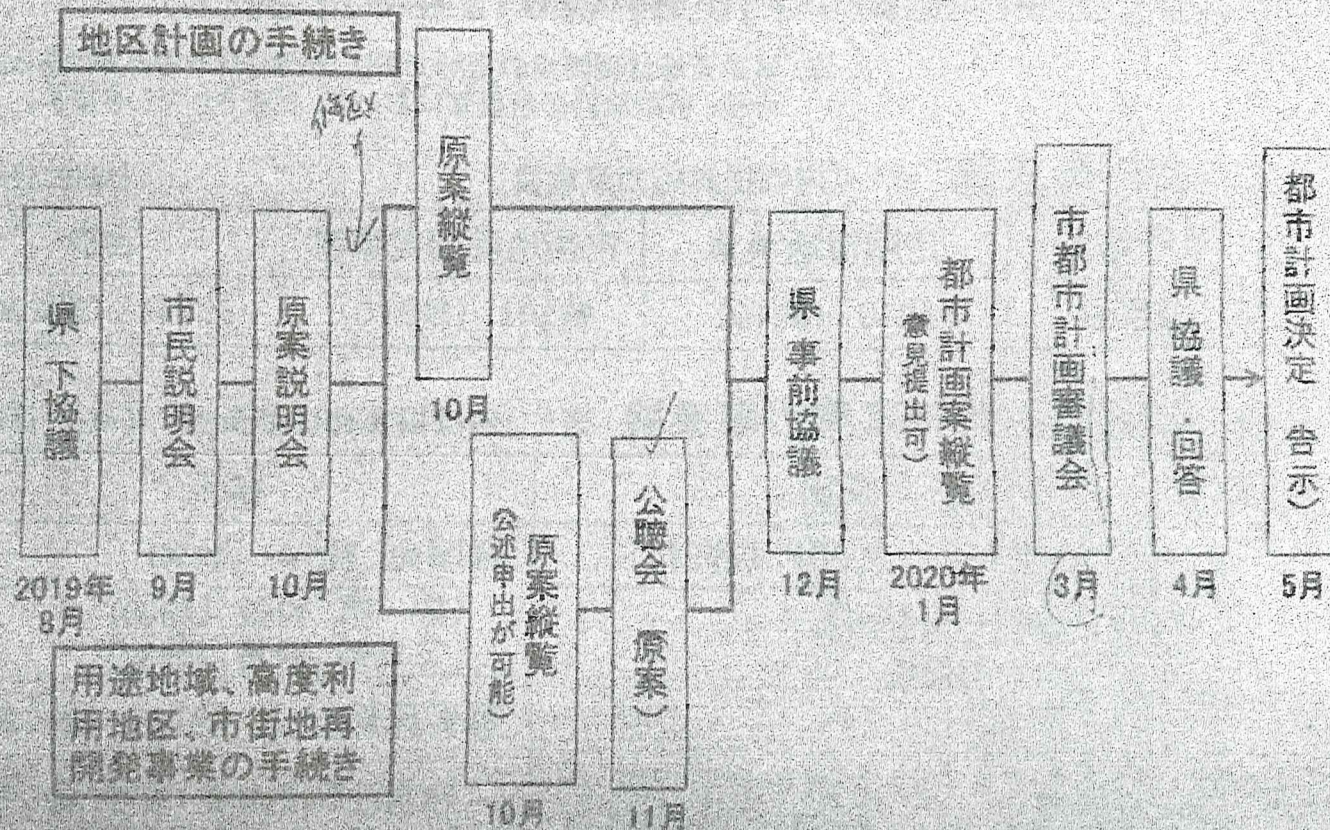 地区計画の手続き
県 下協議
2019年
8月
市民説明会
9月
原案説明会
10月
原案縦覧
10月
原案縦覧
公述申出が可能）
10月
公聴会 原案）
11月
県 事前協議
12月
都市計画案縦覧
意見提出可）
2020年
1月
市都市計画審議会
3月
県 協議・回答
4月
都市計画決定 告示）
5月
用途地域、高度利
用地区、市街地再
開発事業の手続き